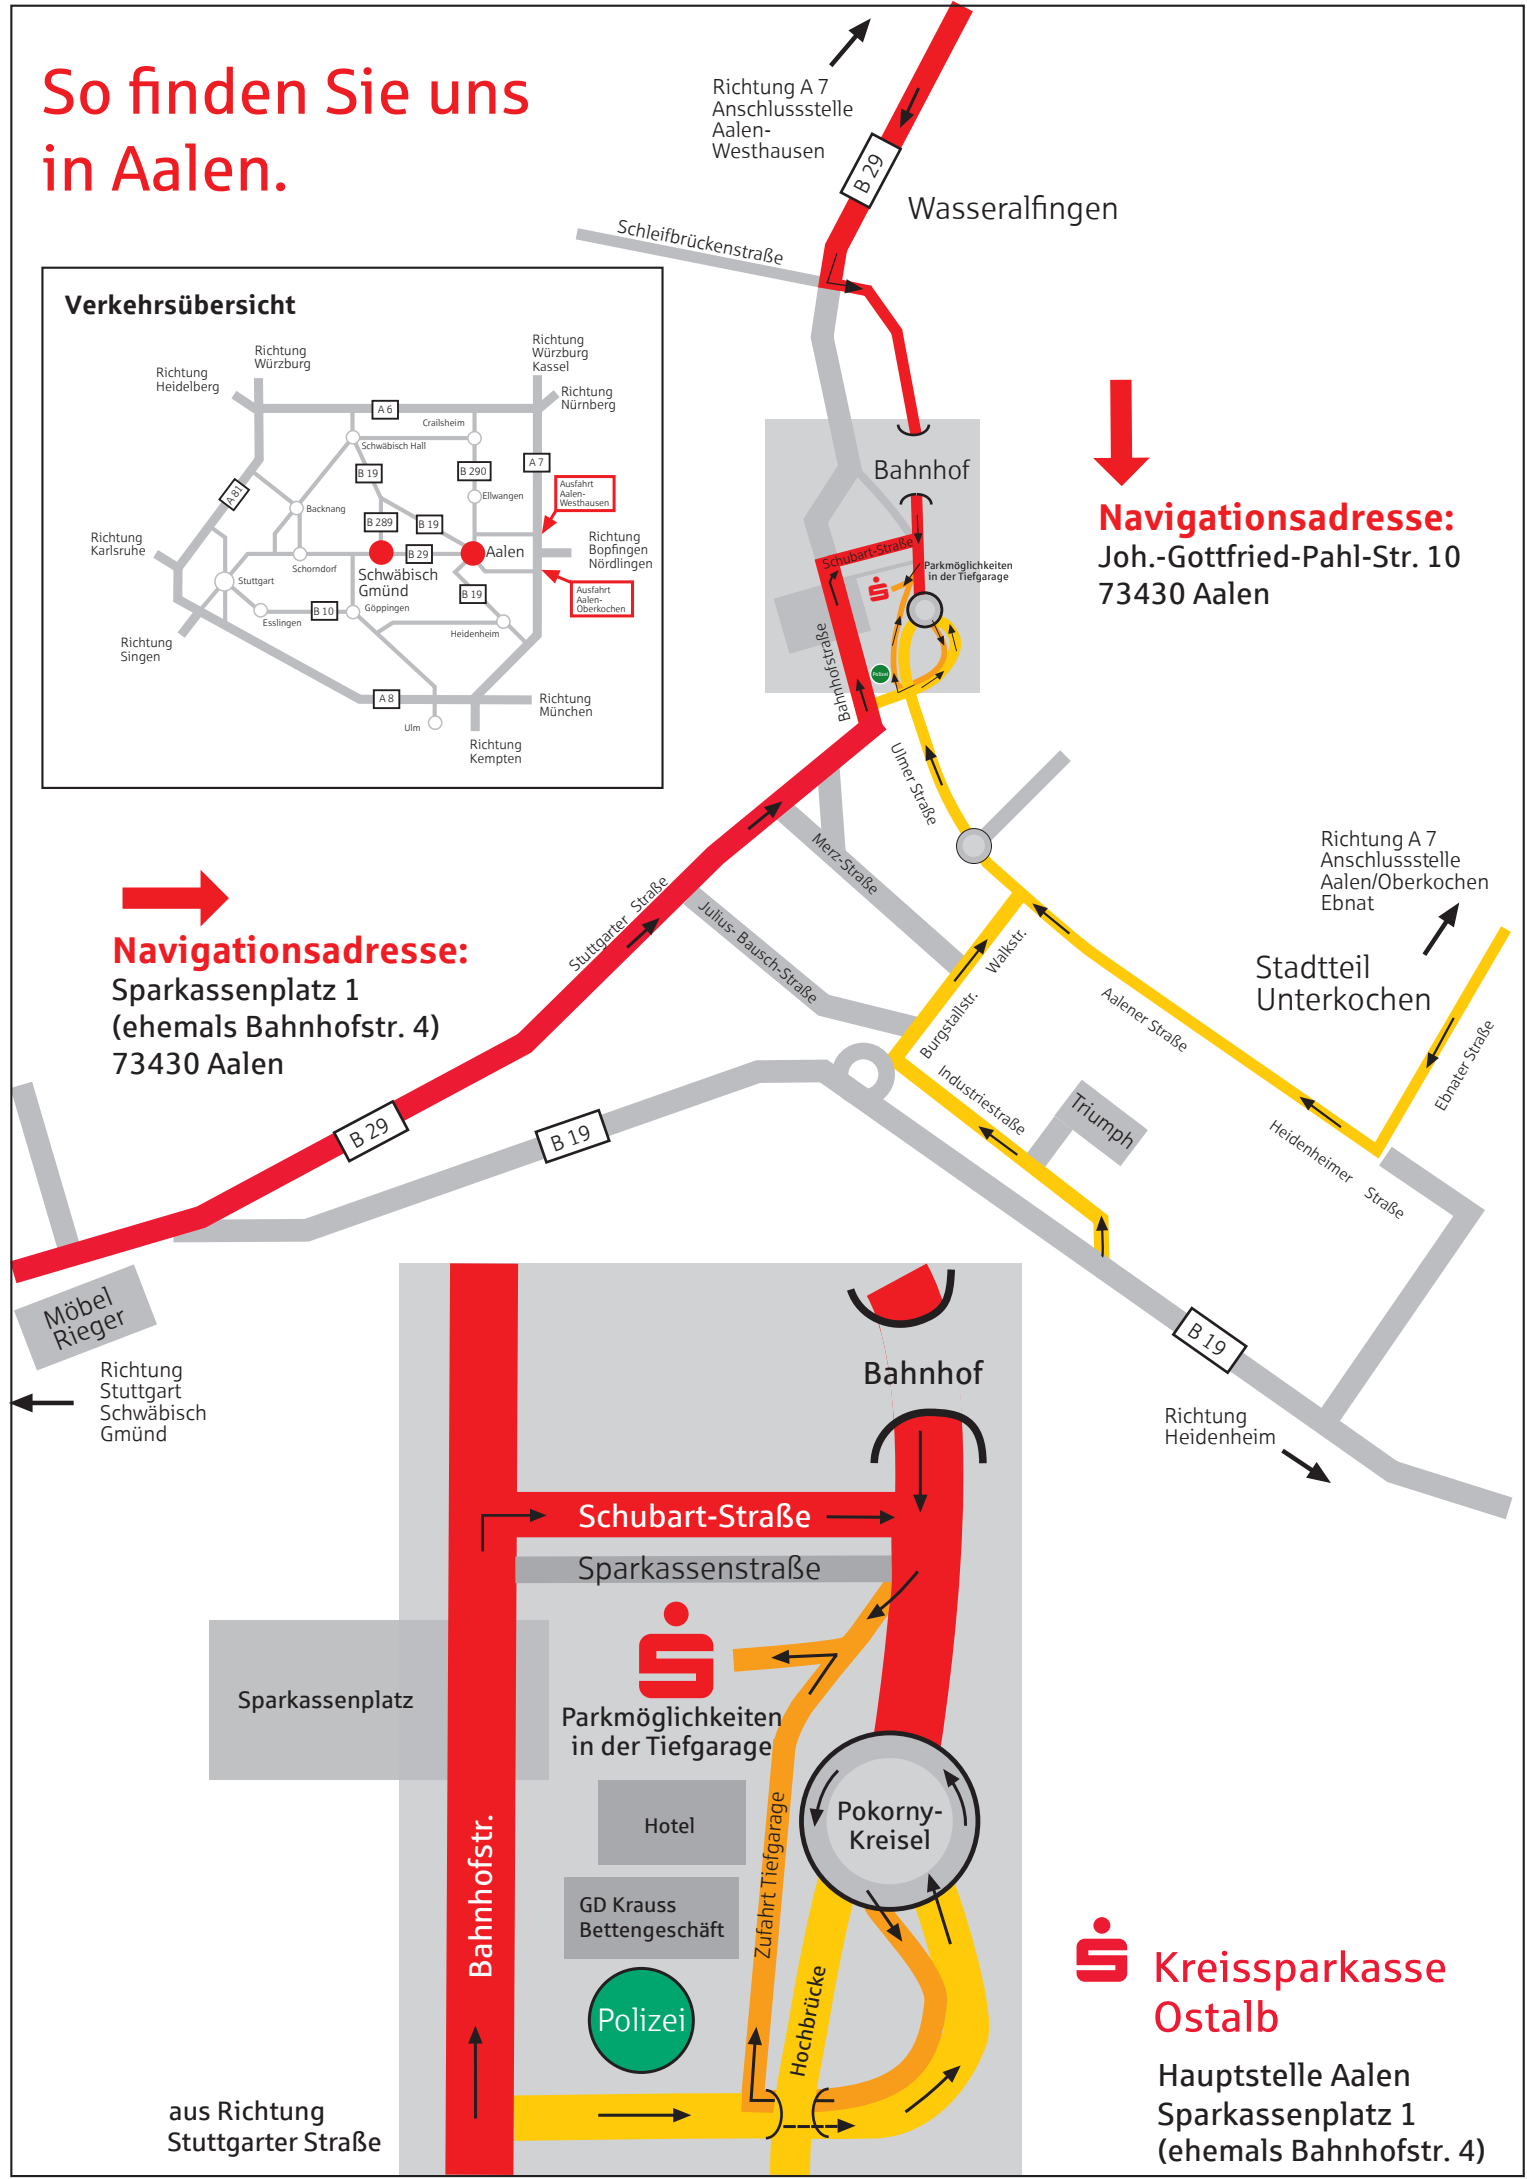 So finden Sie uns
in Aalen.
Richtung A 7
Anschlussstelle
Aalen-
Westhausen
B 29
Wasseralfingen
Schleifbrückenstraße
Verkehrsübersicht
Richtung
Würzburg
Richtung
Heidelberg
Richtung
Würzburg
Kassel
Richtung
Nürnberg
A 6
Crailsheim
Schwäbisch Hall
B 19
B 290
A 7
A 81
Ellwangen
Ausfahrt
Aalen-
Westhausen
Backnang
B 289
B 19
Richtung
Karlsruhe
B 29
Aalen
Richtung
Bopfingen
Nördlingen
Schorndorf
Schwäbisch
Gmünd
Stuttgart
B 19
Ausfahrt
Aalen-
Oberkochen
B 10
Göppingen
Esslingen
Heidenheim
Richtung
Singen
A 8
Richtung
München
Ulm
Richtung
Kempten
Bahnhof
Schubart-Straße
Parkmöglichkeiten
in der Tiefgarage
Bahnhofstraße
Polizei
Navigationsadresse:
Joh.-Gottfried-Pahl-Str. 10
73430 Aalen
Ulmer Straße
Merz-Straße
Richtung A 7
Anschlussstelle
Aalen/Oberkochen
Ebnat
Navigationsadresse:
Sparkassenplatz 1
(ehemals Bahnhofstr. 4)
73430 Aalen
Stuttgarter Straße
Julius- Bausch-Straße
Walkstr.
Burgstallstr.
Stadtteil
Unterkochen
Aalener Straße
Ebnater Straße
Industriestraße
Triumph
Heidenheimer Straße
B 29
B 19
Möbel
Rieger
Richtung
Stuttgart
Schwäbisch
Gmünd
B 19
Richtung
Heidenheim
Bahnhof
Schubart-Straße
Sparkassenstraße
Sparkassenplatz
Parkmöglichkeiten
in der Tiefgarage
Hotel
Pokorny-
Kreisel
Zufahrt Tiefgarage
Bahnhofstr.
GD Krauss
Bettengeschäft
Polizei
Hochbrücke
aus Richtung
Stuttgarter Straße
Kreissparkasse
Ostalb
Hauptstelle Aalen
Sparkassenplatz 1
(ehemals Bahnhofstr. 4)